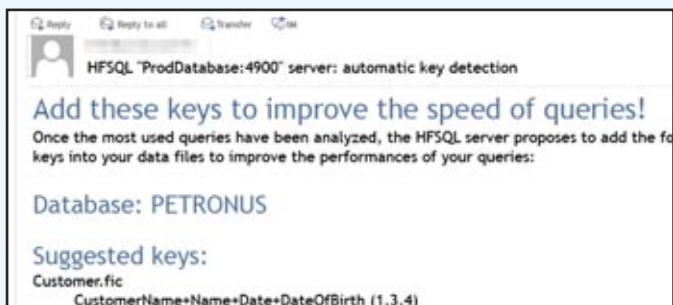 Reply Reply to all Transfer
HFSQL "ProdDatabase:4900" server: automatic key detection
Add these keys to improve the speed of queries!
Once the most used queries have been analyzed, the HFSQL server proposes to add the fo
keys into your data files to improve the performances of your queries:
Database: PETRONUS
Suggested keys:
Customer.fic
CustomerName+Name+Date+DateOfBirth (1,3,4)